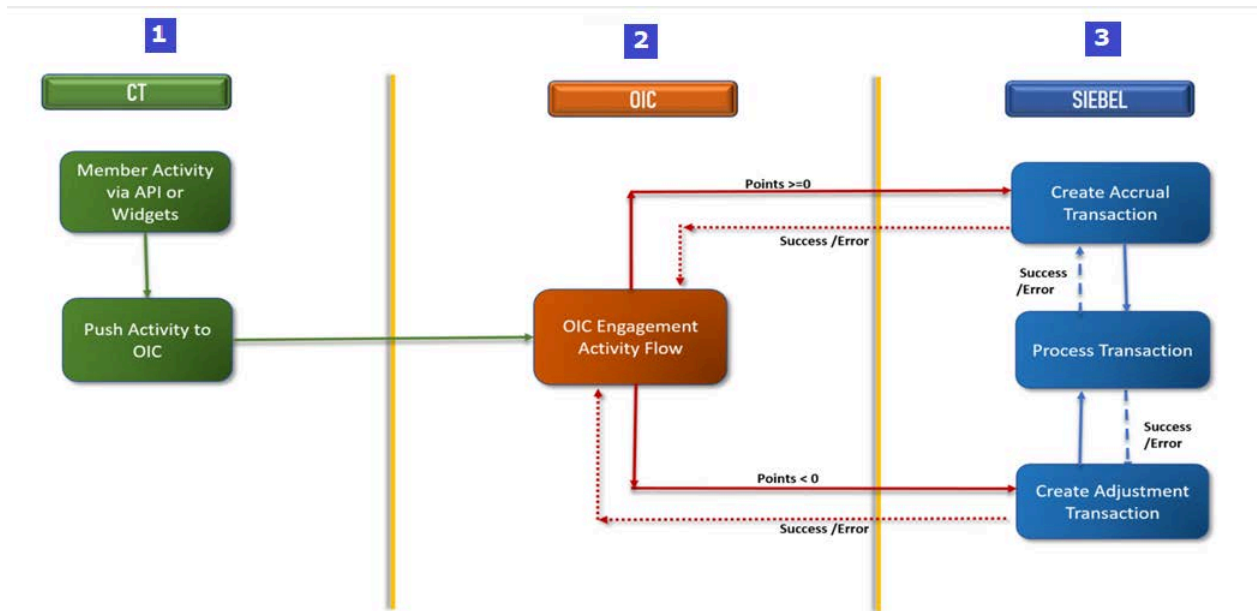 1
2
3
CT
OIC
SIEBEL
Member Activity
via API or
Widgets
Push Activity to
OIC
OIC Engagement
Activity Flow
Points >=0
Success /Error
Points < 0
Success /Error
Create Accrual
Transaction
Success
/Error
Process Transaction
Success
/Error
Create Adjustment
Transaction